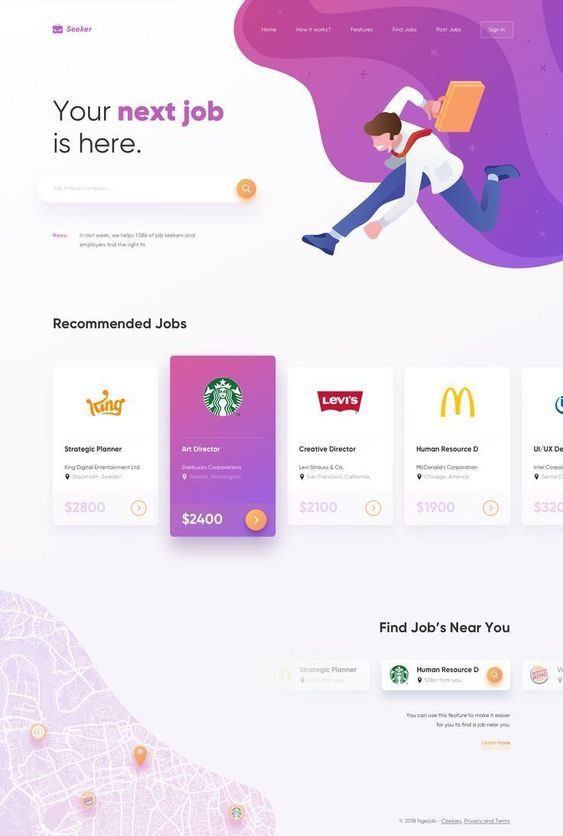 Seeker
Home
How it works?
Features
Find Jobs
Post Jobs
Sign In
Your next job
is here.
Job title or company ...
News:
In last week, we helps 1.586 of job seekers and
employers find the right fit.
Recommended Jobs
King
Strategic Planner
King Digital Entertainment Ltd.
Stockholm, Sweden
$2800
Art Director
Starbucks Corporations
Seattle, Washington
$2400
LEVI'S
Creative Director
Levi Strauss & Co.
San Francisco, California,
$2100
Human Resource D
McDonald's Corporation
Chicago, America
$1900
UI/UX De
Intel Corpor
Santa C
$320
Find Job's Near You
Strategic Planner
from you
Human Resource D
538m from you
BURGER
KING
You can use this feature to make it easier
for you to find a job near you.
Learn more
© 2018 Ngejob - Cookies, Privacy and Terms